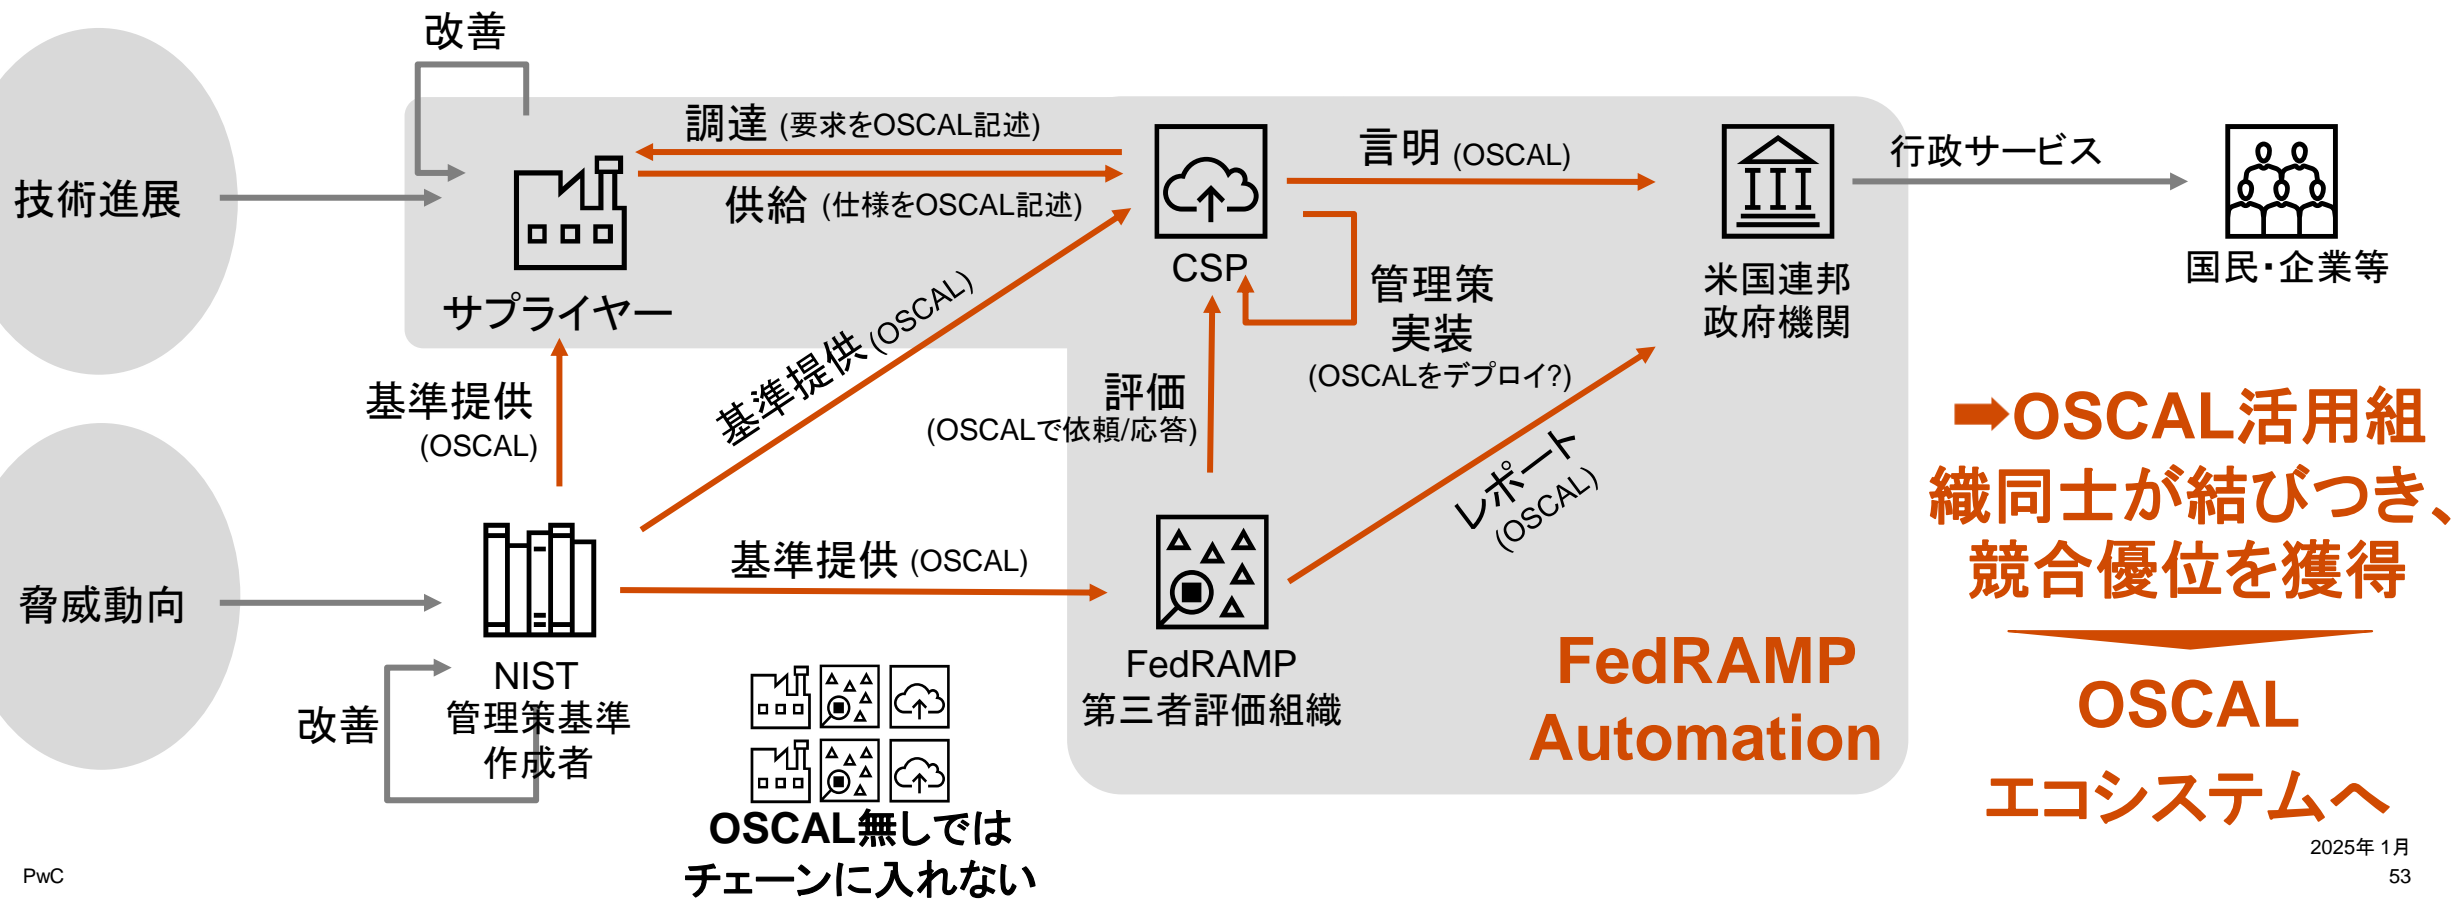 改善
技術進展
調達 (要求をOSCAL記述)
供給 (仕様をOSCAL記述)
サプライヤー
CSP
言明 (OSCAL)
管理策
実装
(OSCALをデプロイ?)
米国連邦
政府機関
行政サービス
国民・企業等
基準提供
(OSCAL)
基準提供 (OSCAL)
評価
(OSCALで依頼/応答)
レポート
(OSCAL)
脅威動向
改善
NIST
管理策基準
作成者
基準提供 (OSCAL)
FedRAMP
第三者評価組織
FedRAMP
Automation
OSCAL無しでは
チェーンに入れない
➡OSCAL活用組
織同士が結びつき、
競合優位を獲得
OSCAL
エコシステムへ
PwC
2025年 1月
53